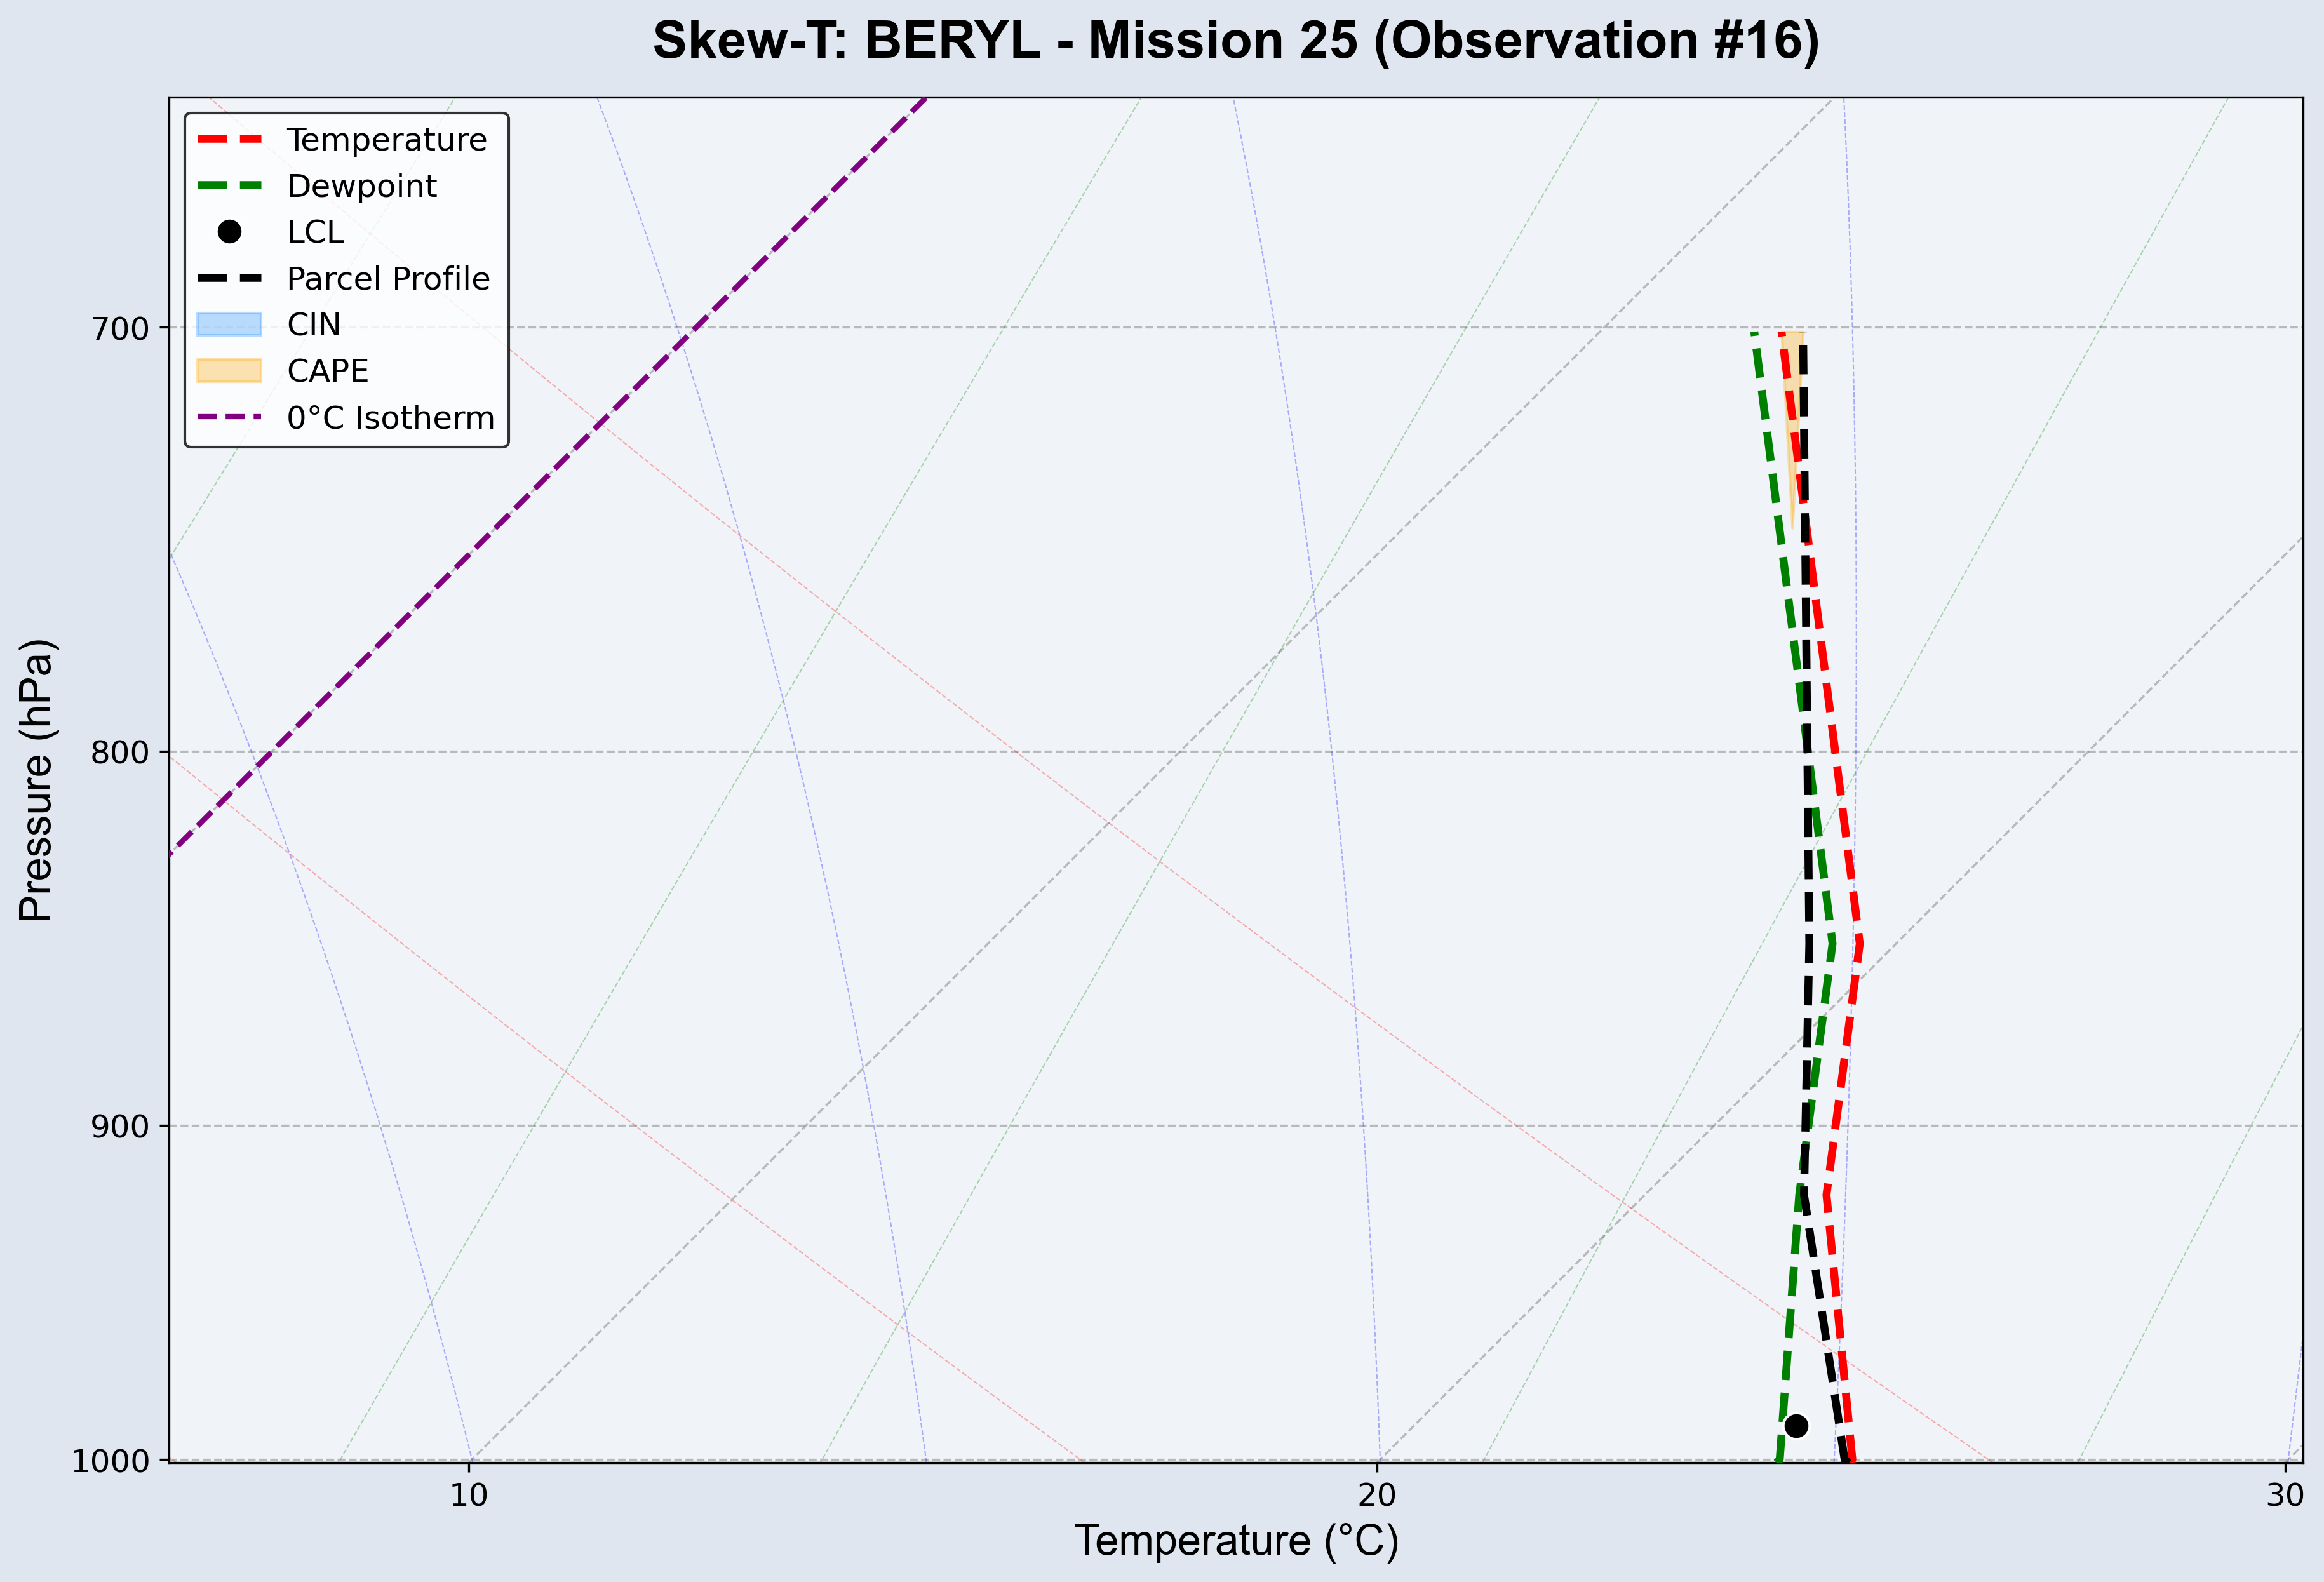 Skew-T: BERYL - Mission 25 (Observation #16)
Temperature
Dewpoint
LCL
Parcel Profile
CIN
CAPE
0°C Isotherm
Pressure (hPa)
700
800
900
1000
10
20
30
Temperature (°C)